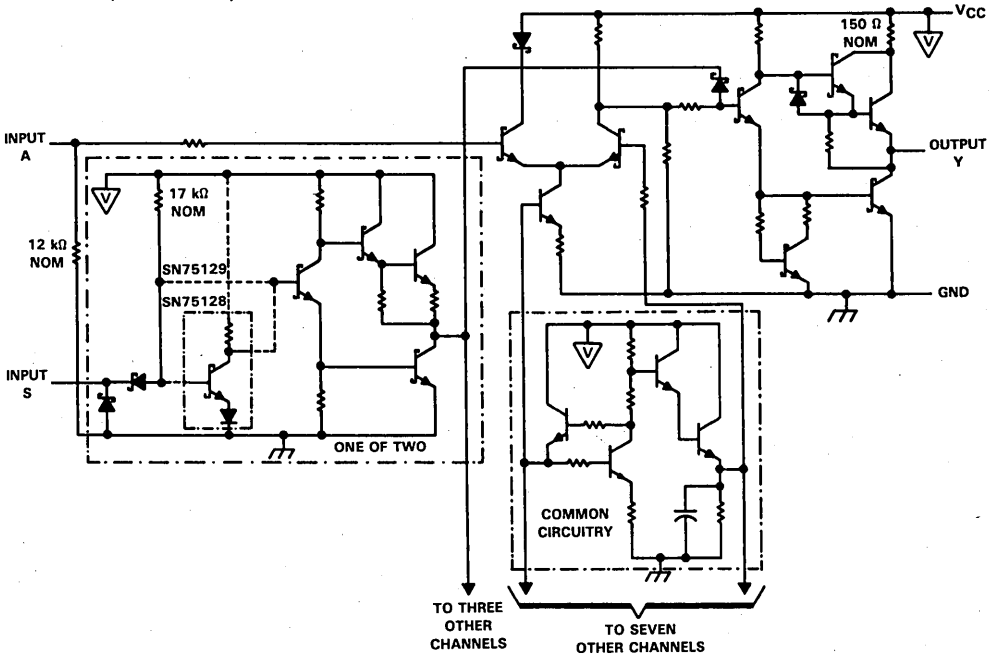 VCC
150 Ω
NOM
V
INPUT
A
OUTPUT
Y
V
17 kΩ
NOM
12 kΩ
NOM
SN75129
SN75128
GND
INPUT
S
V
ONE OF TWO
COMMON
CIRCUITRY
TO THREE
OTHER
CHANNELS
TO SEVEN
OTHER CHANNELS